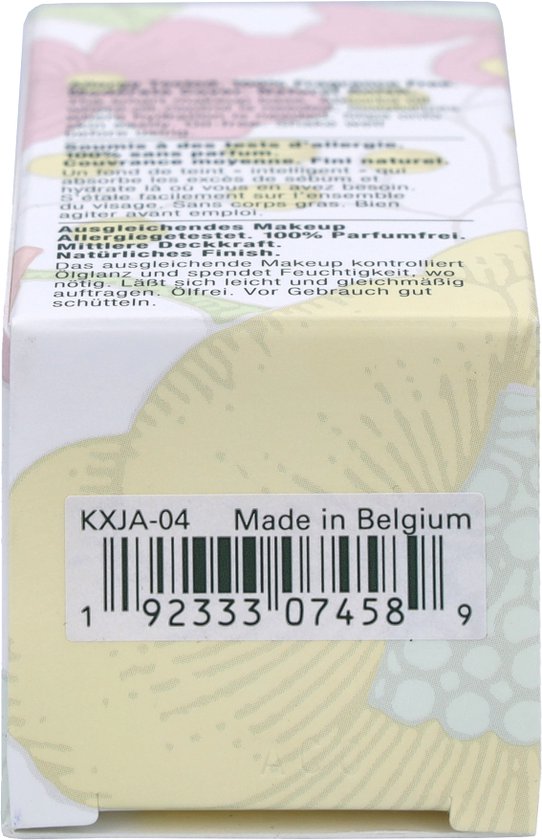 Soumis à des tests d'allergie.
100% sans parfum.
Couvrance moyenne. Fini naturel.
Un fond de teint « intelligent » qui
absorbe les excès de sébum et
hydrate là où vous en avez besoin.
S'étale facilement sur l'ensemble
du visage. Sans corps gras. Bien
agiter avant emploi.
Ausgleichendes Makeup
Allergiegetestet. 100% Parfumfrei.
Mittlere Deckkraft.
Natürliches Finish.
Das ausgleichende Makeup kontrolliert
Ölglanz und spendet Feuchtigkeit, wo
nötig. Läßt sich leicht und gleichmäßig
auftragen. Ölfrei. Vor Gebrauch gut
schütteln.
KXJA-04 Made in Belgium
1 92333 07458 9